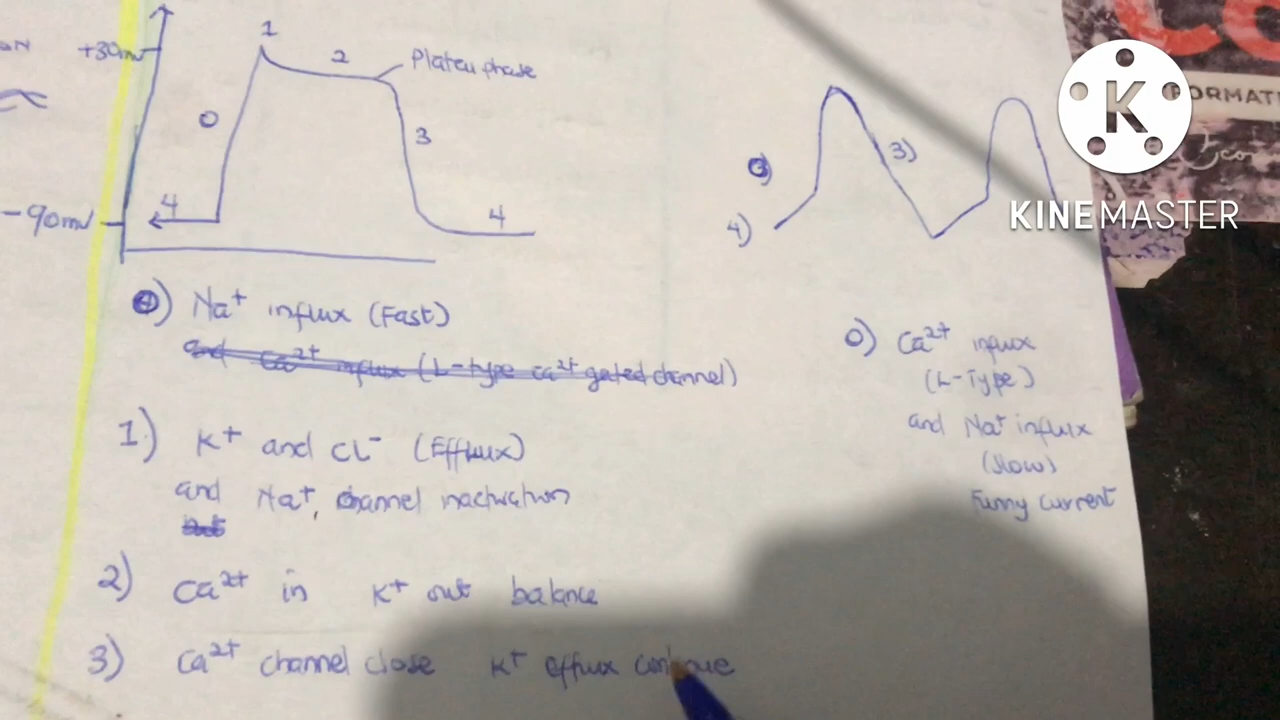 +30mv
1
2
Plateu phase
0
3
4
4
-90mv
3)
4)
0) Na+ influx (Fast)
and Ca2+ influx (L-type ca2+ gated channel)
1) K+ and CL- (Efflux)
and Na+, channel inactivation
2) Ca2+ in K+ out balance
3) Ca2+ channel close K+ efflux continue
0) Ca2+ influx
(L-Type)
and Na+ influx
(slow)
Funny current
K
KINEMASTER
FORMAT